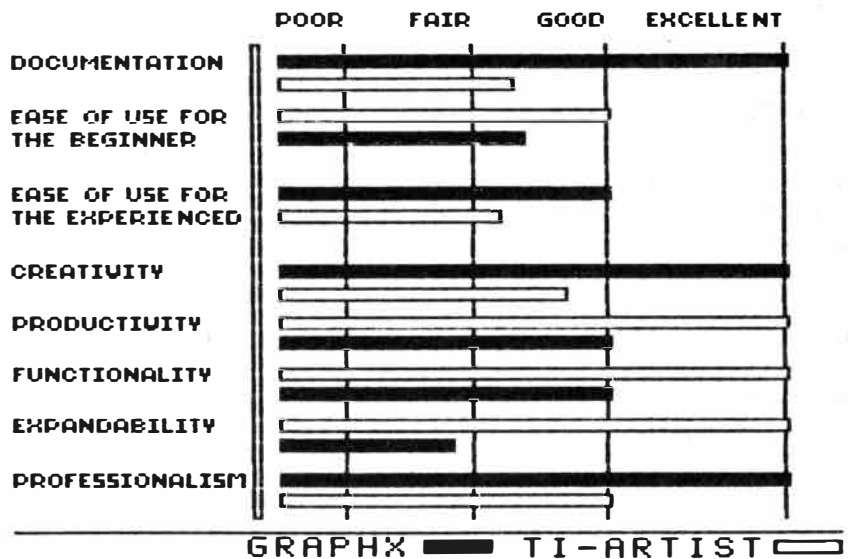 POOR FAIR GOOD EXCELLENT
DOCUMENTATION
EASE OF USE FOR
THE BEGINNER
EASE OF USE FOR
THE EXPERIENCED
CREATIVITY
PRODUCTIVITY
FUNCTIONALITY
EXPANDABILITY
PROFESSIONALISM
GRAPHX TI-ARTIST